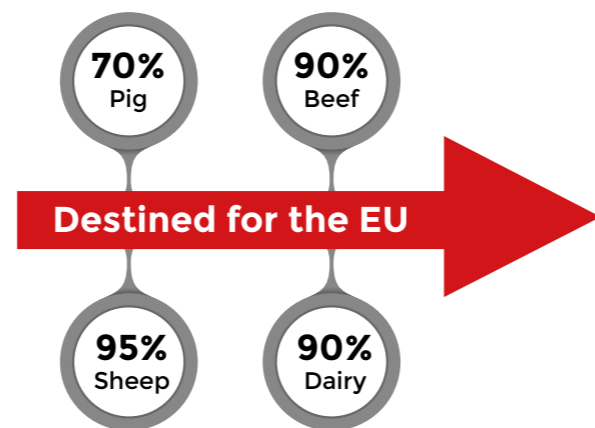 70%
Pig
90%
Beef
Destined for the EU
95%
Sheep
90%
Dairy